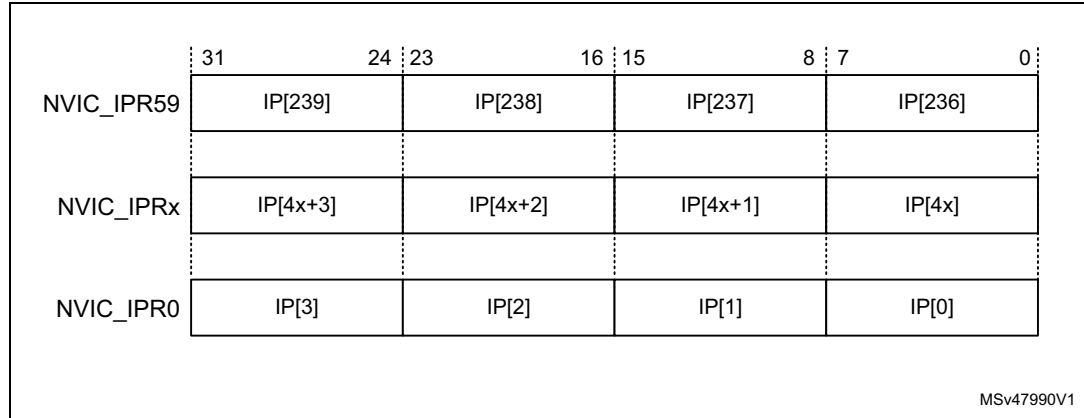 31 24 23 16 15 8 7 0
NVIC_IPR59 IP[239] IP[238] IP[237] IP[236]
NVIC_IPRx IP[4x+3] IP[4x+2] IP[4x+1] IP[4x]
NVIC_IPR0 IP[3] IP[2] IP[1] IP[0]
MSv47990V1